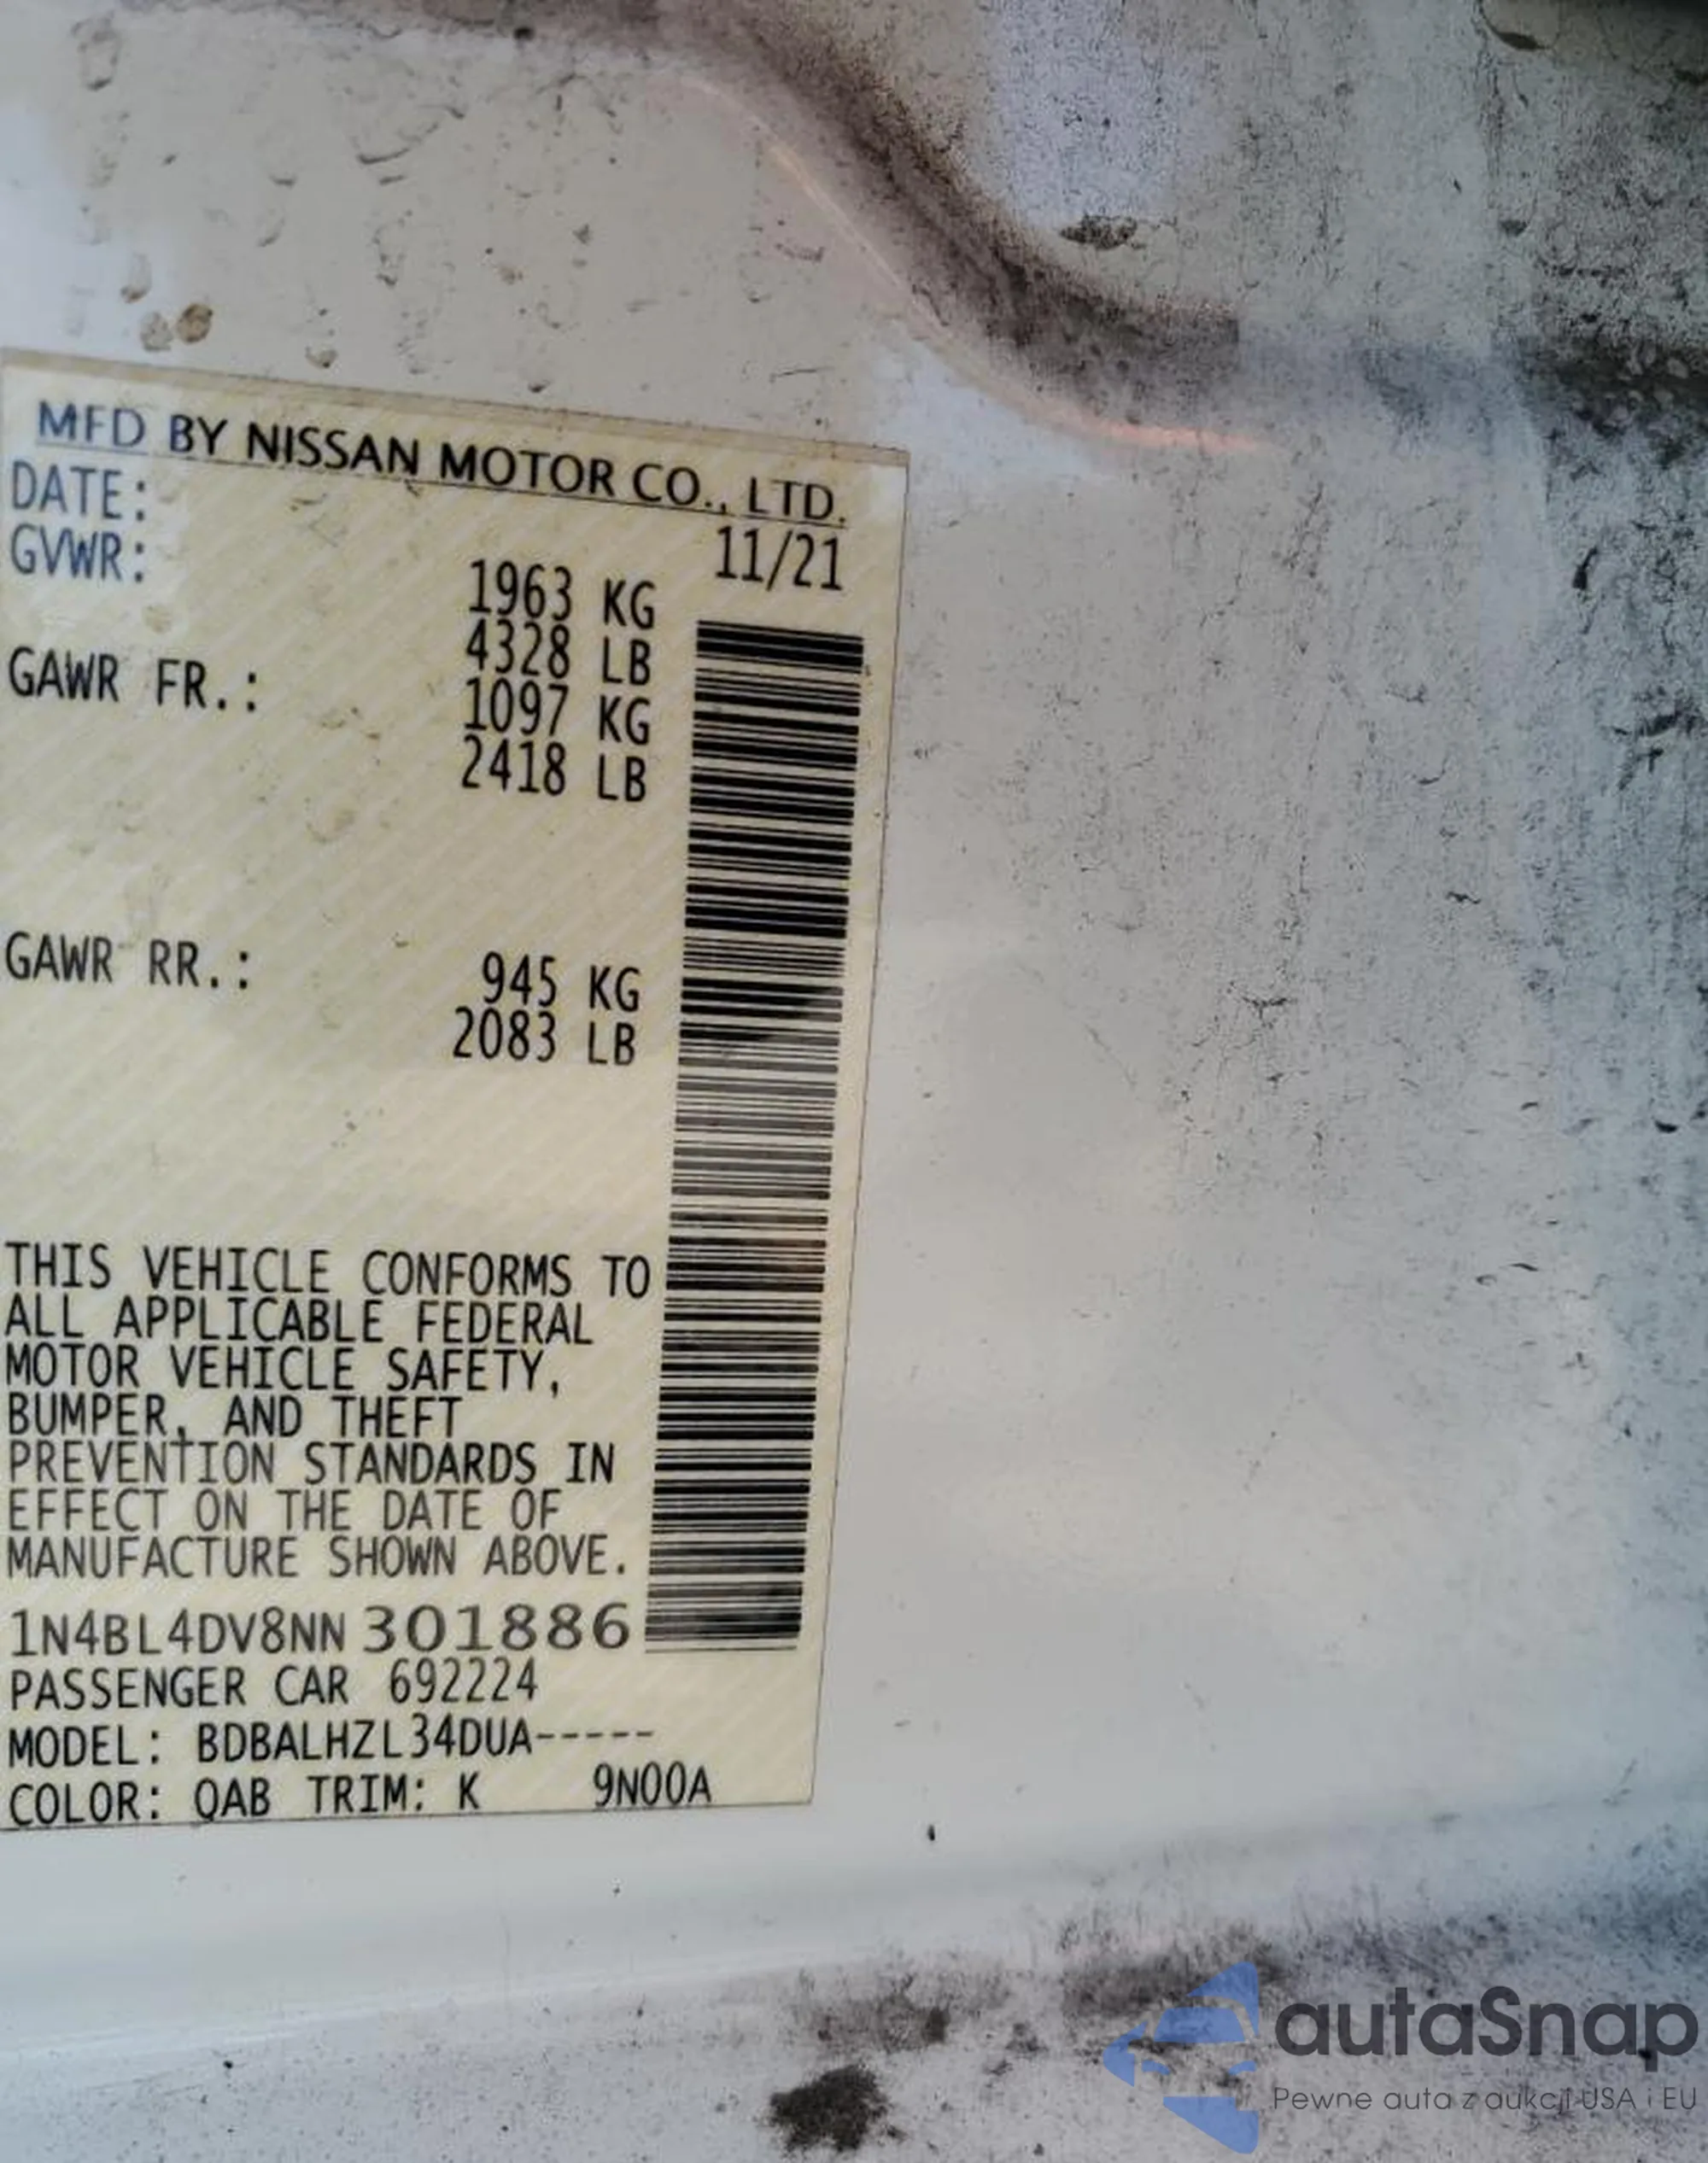 MFD BY NISSAN MOTOR CO., LTD.
DATE: 11/21
GVWR: 1963 KG
4328 LB
GAWR FR.: 1097 KG
2418 LB
GAWR RR.: 945 KG
2083 LB
THIS VEHICLE CONFORMS TO
ALL APPLICABLE FEDERAL
MOTOR VEHICLE SAFETY,
BUMPER, AND THEFT
PREVENTION STANDARDS IN
EFFECT ON THE DATE OF
MANUFACTURE SHOWN ABOVE.
1N4BL4DV8NN301886
PASSENGER CAR 692224
MODEL: BDBALHZL34DUA-----
COLOR: QAB TRIM: K 9N00A
autaSnap
Pewne auta z aukcji USA i EU